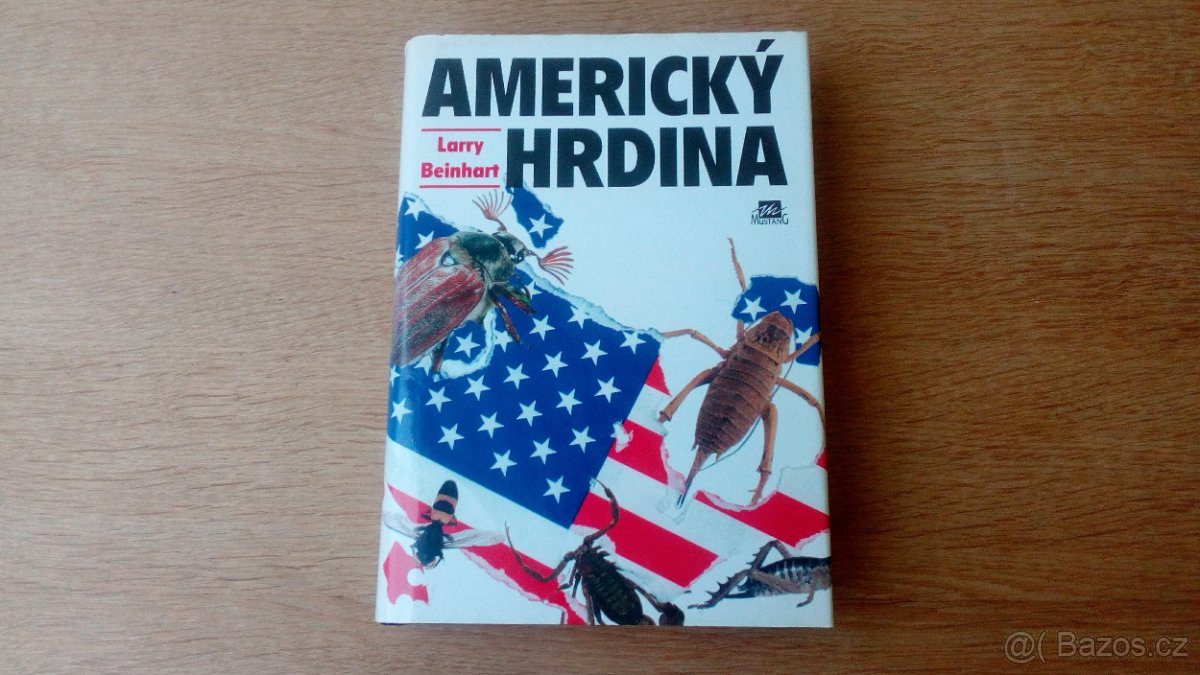 AMERICKÝ
HRDINA
Larry
Beinhart
MUSTANG
@( Bazos.cz